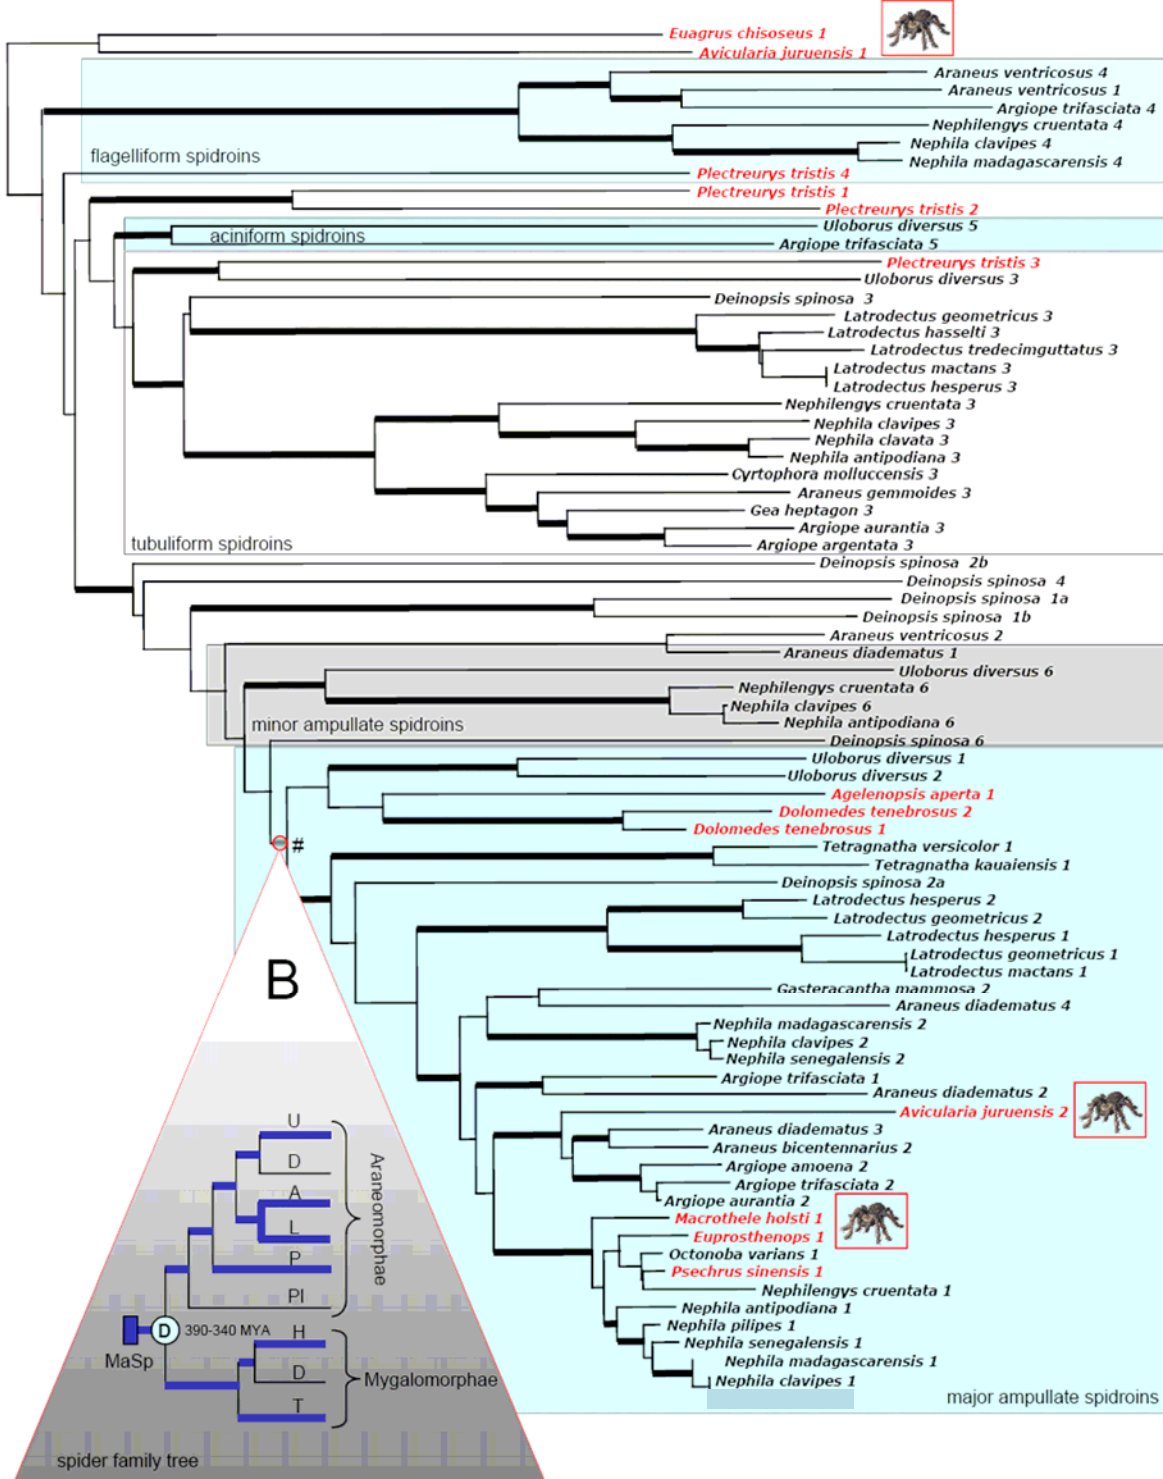 Euagrus chisoseus 1
Avicularia juruensis 1
Araneus ventricosus 4
Araneus ventricosus 1
Argiope trifasciata 4
Nephilengys cruentata 4
Nephila clavipes 4
flagelliform spidroins
Nephila madagascarensis 4
Plectreurys tristis 4
Plectreurys tristis 1
Plectreurys tristis 2
Uloborus diversus 5
aciniform spidroins
Argiope trifasciata 5
Plectreurys tristis 3
Uloborus diversus 3
Deinopsis spinosa 3
Latrodectus geometricus 3
Latrodectus hasselti 3
Latrodectus tredecimguttatus 3
Latrodectus mactans 3
Latrodectus hesperus 3
Nephilengys cruentata 3
Nephila clavipes 3
Nephila clavata 3
Nephila antipodiana 3
Cyrtophora molluccensis 3
Araneus gemmoides 3
Gea heptagon 3
Argiope aurantia 3
tubuliform spidroins
Argiope argentata 3
Deinopsis spinosa 2b
Deinopsis spinosa 4
Deinopsis spinosa 1a
Deinopsis spinosa 1b
Araneus ventricosus 2
Araneus diadematus 1
Uloborus diversus 6
Nephilengys cruentata 6
Nephila clavipes 6
minor ampullate spidroins
Nephila antipodiana 6
Deinopsis spinosa 6
Uloborus diversus 1
Uloborus diversus 2
Agelenopsis aperta 1
Dolomedes tenebrosus 2
Dolomedes tenebrosus 1
#
Tetragnatha versicolor 1
Tetragnatha kauaiensis 1
Deinopsis spinosa 2a
Latrodectus hesperus 2
Latrodectus geometricus 2
Latrodectus hesperus 1
Latrodectus geometricus 1
Latrodectus mactans 1
B
Gasteracantha mammosa 2
Araneus diadematus 4
Nephila madagascarensis 2
Nephila clavipes 2
Nephila senegalensis 2
Argiope trifasciata 1
Araneus diadematus 2
Avicularia juruensis 2
Araneus diadematus 3
Araneus bicentennarius 2
Argiope amoena 2
Argiope trifasciata 2
Argiope aurantia 2
Macrothele holsti 1
Euprosthenops 1
Octonoba varians 1
Psechrus sinensis 1
Nephilengys cruentata 1
Nephila antipodiana 1
Nephila pilipes 1
Nephila senegalensis 1
Nephila madagascarensis 1
Nephila clavipes 1
major ampullate spidroins
U
D
A
L
P
PI
Araneomorphae
D 390-340 MYA
MaSp
H
D
T
Mygalomorphae
spider family tree